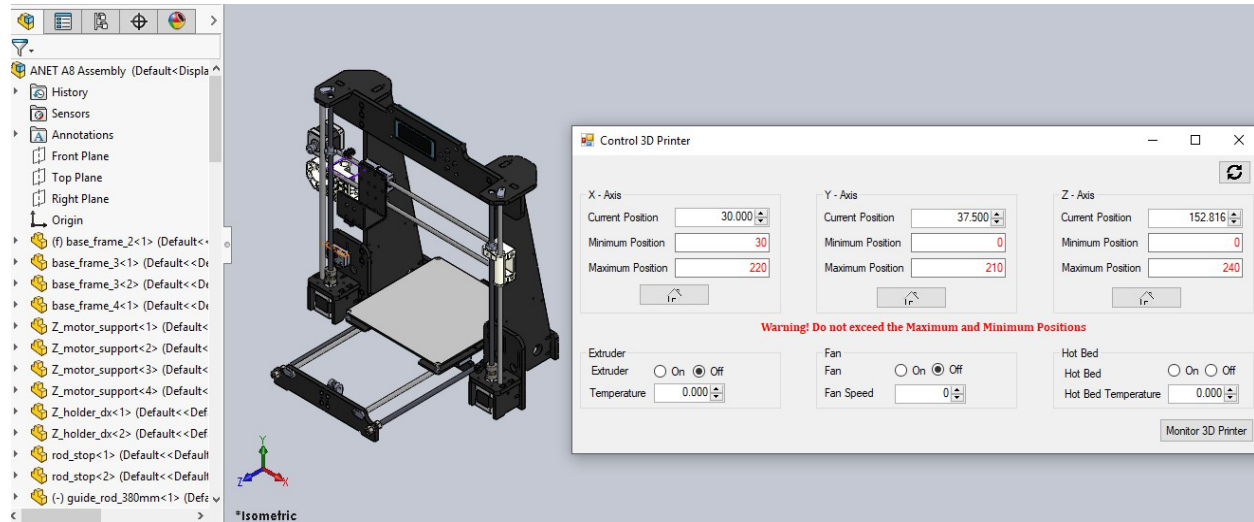 ANET A8 Assembly (Default<Displa
History
Sensors
Annotations
Front Plane
Top Plane
Right Plane
Origin
(f) base_frame_2<1> (Default<<
base_frame_3<1> (Default<<De
base_frame_3<2> (Default<<De
base_frame_4<1> (Default<<De
Z_motor_support<1> (Default<
Z_motor_support<2> (Default<
Z_motor_support<3> (Default<
Z_motor_support<4> (Default<
Z_holder_dx<1> (Default<<Def
Z_holder_dx<2> (Default<<Def
rod_stop<1> (Default<<Default
rod_stop<2> (Default<<Default
(-) guide_rod_380mm<1> (Defa
Y
Z
X
*Isometric
Control 3D Printer
X - Axis
Current Position 30.000
Minimum Position 30
Maximum Position 220
Y - Axis
Current Position 37.500
Minimum Position 0
Maximum Position 210
Z - Axis
Current Position 152.816
Minimum Position 0
Maximum Position 240
Warning! Do not exceed the Maximum and Minimum Positions
Extruder
Extruder On Off
Temperature 0.000
Fan
Fan On Off
Fan Speed 0
Hot Bed
Hot Bed On Off
Hot Bed Temperature 0.000
Monitor 3D Printer